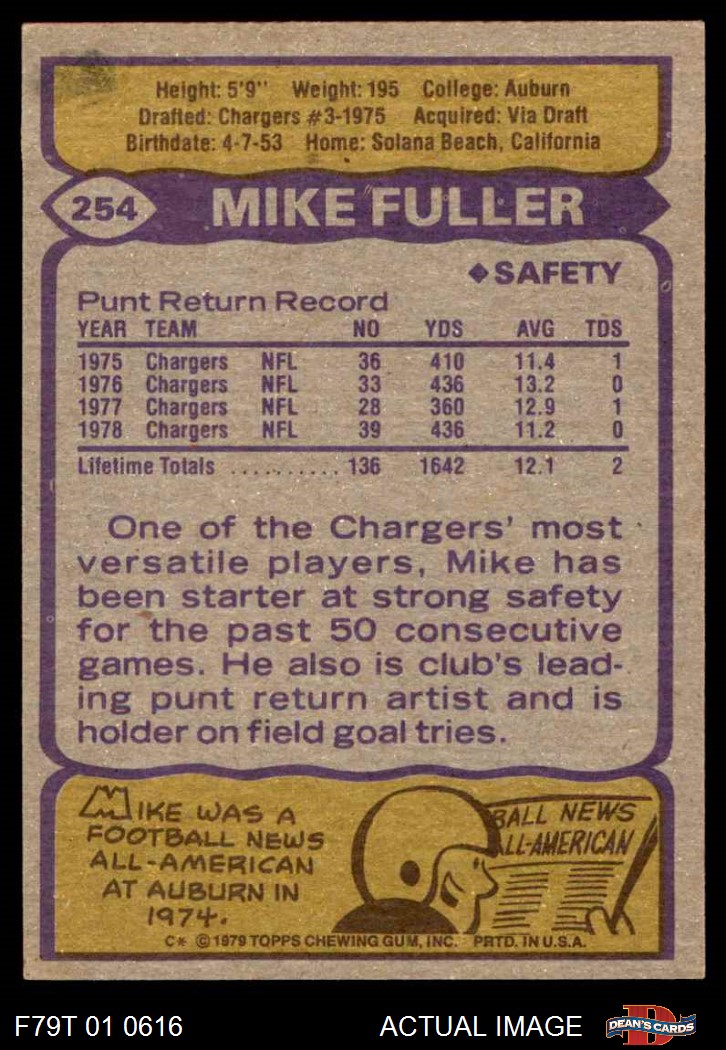 Height: 5'9" Weight: 195 College: Auburn
Drafted: Chargers #3-1975 Acquired: Via Draft
Birthdate: 4-7-53 Home: Solana Beach, California
254 MIKE FULLER
◆SAFETY
Punt Return Record
YEAR TEAM NO YDS AVG TDS
1975 Chargers NFL 36 410 11.4 1
1976 Chargers NFL 33 436 13.2 0
1977 Chargers NFL 28 360 12.9 1
1978 Chargers NFL 39 436 11.2 0
Lifetime Totals .......... 136 1642 12.1 2
One of the Chargers' most
versatile players, Mike has
been starter at strong safety
for the past 50 consecutive
games. He also is club's lead-
ing punt return artist and is
holder on field goal tries.
MIKE WAS A
FOOTBALL NEWS
ALL-AMERICAN
AT AUBURN IN
1974.
BALL NEWS
LL-AMERICAN
C* ©1979 TOPPS CHEWING GUM, INC. PRTD. IN U.S.A.
F79T 01 0616 ACTUAL IMAGE D DEAN'S CARDS